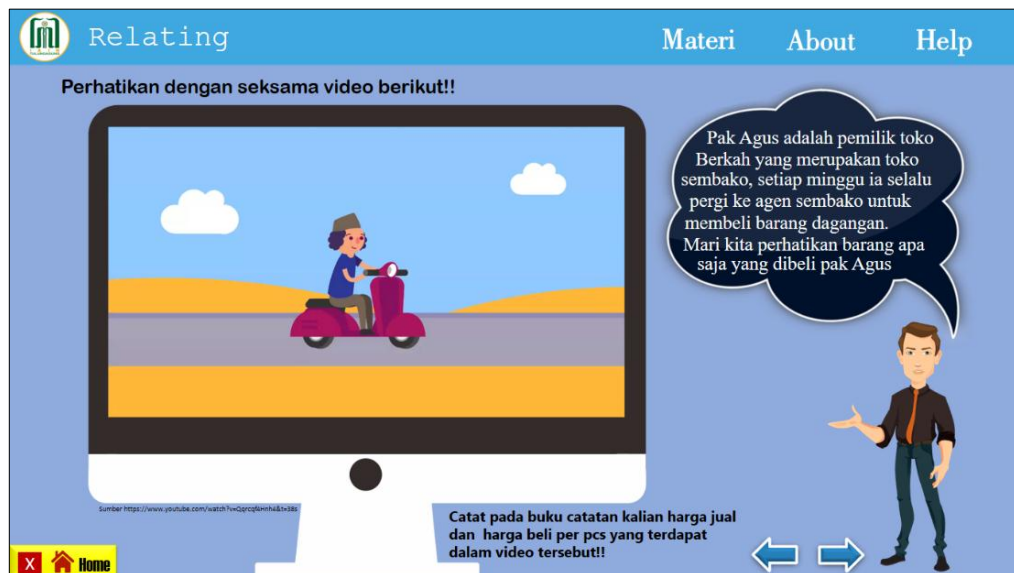 Relating
Materi
About
Help
Perhatikan dengan seksama video berikut!!
Pak Agus adalah pemilik toko
Berkah yang merupakan toko
sembako, setiap minggu ia selalu
pergi ke agen sembako untuk
membeli barang dagangan.
Mari kita perhatikan barang apa
saja yang dibeli pak Agus
Catat pada buku catatan kalian harga jual
dan harga beli per pcs yang terdapat
dalam video tersebut!!
X
Home